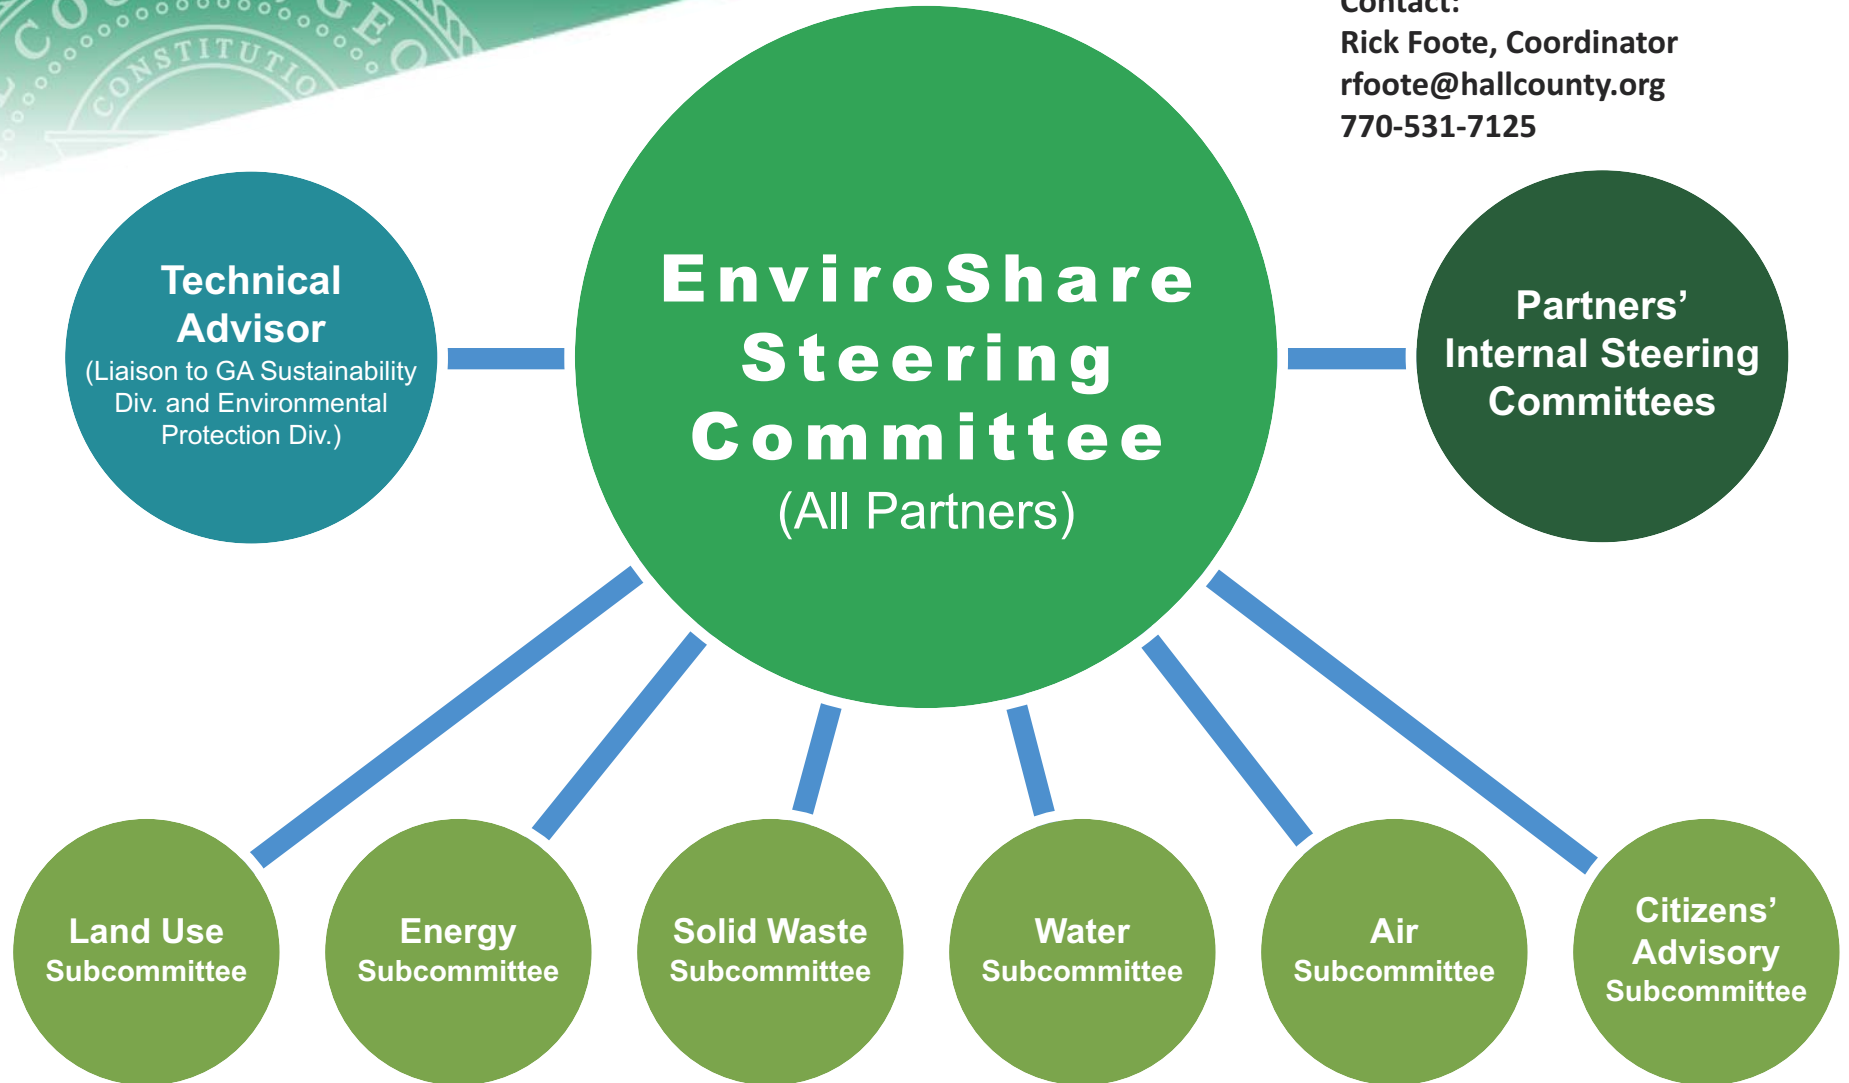 CONSTITUTIO
Contact:
Rick Foote, Coordinator
rfoote@hallcounty.org
770-531-7125
Technical
Advisor
(Liaison to GA Sustainability
Div. and Environmental
Protection Div.)
EnviroShare
Steering
Committee
(All Partners)
Partners’
Internal Steering
Committees
Land Use
Subcommittee
Energy
Subcommittee
Solid Waste
Subcommittee
Water
Subcommittee
Air
Subcommittee
Citizens’
Advisory
Subcommittee